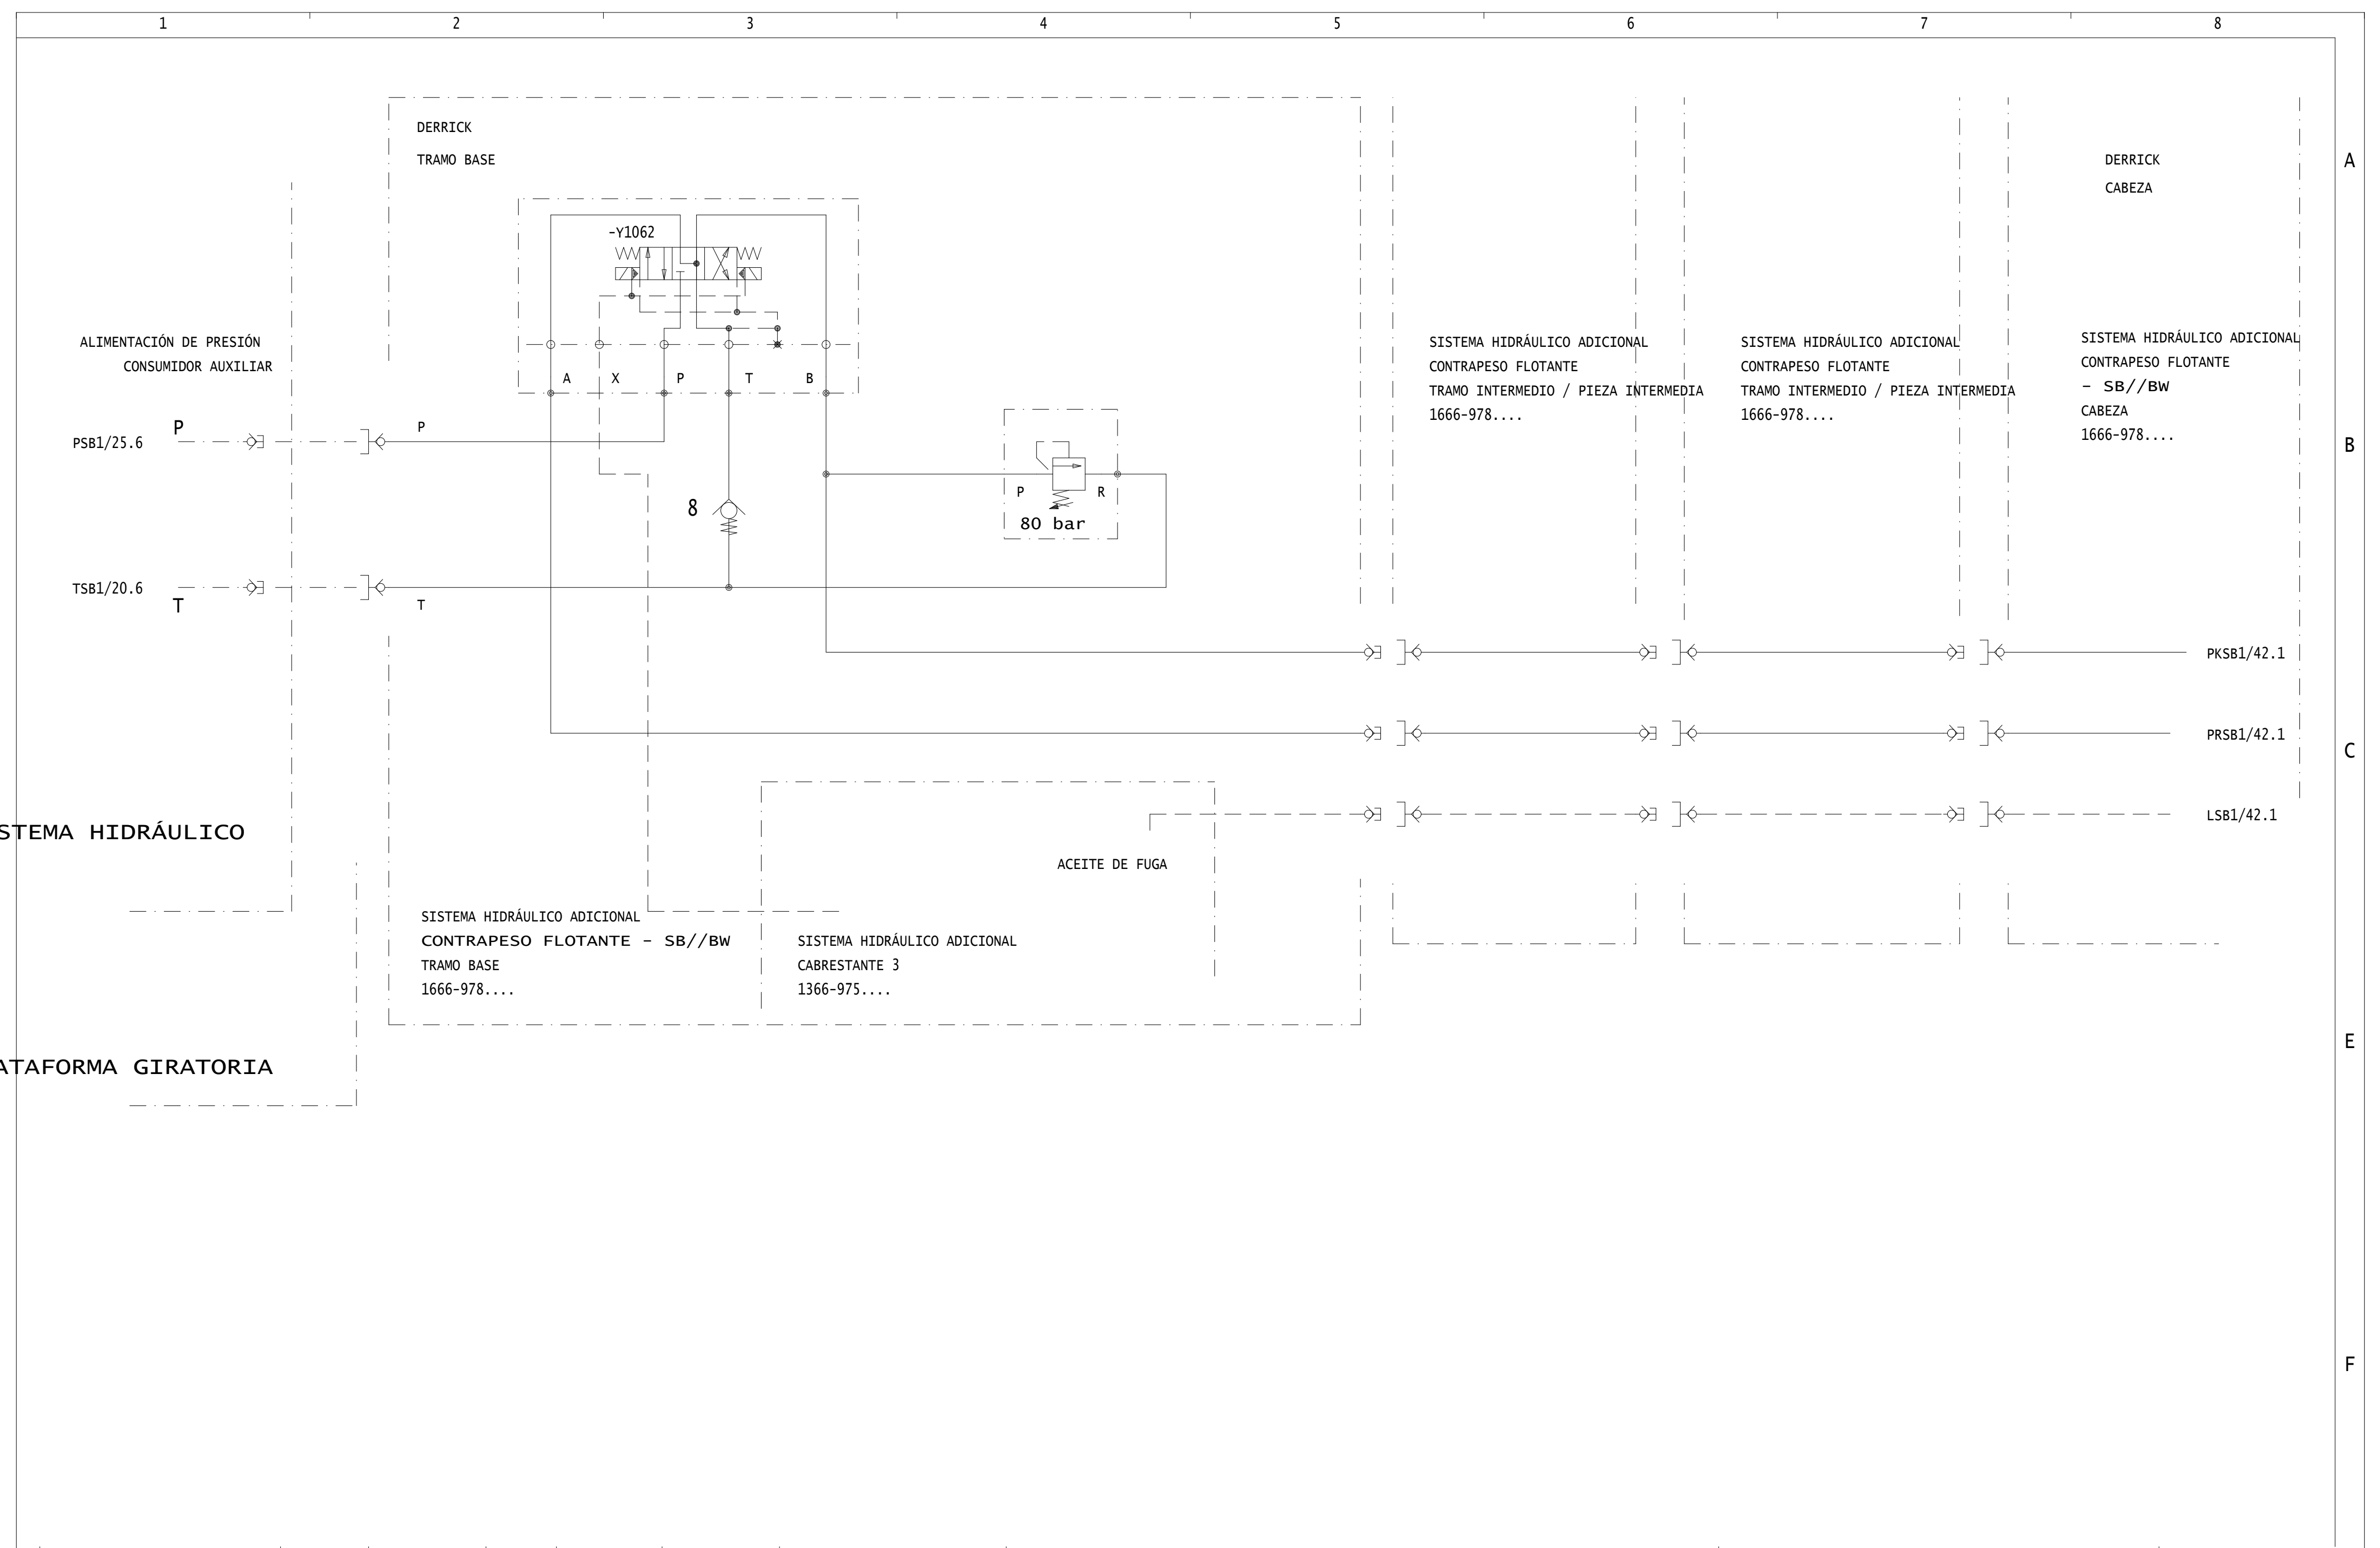 1 2 3 4 5 6 7 8
DERRICK
TRAMO BASE
DERRICK
CABEZA
A
-Y1062
ALIMENTACIÓN DE PRESIÓN
CONSUMIDOR AUXILIAR
A X P T B
SISTEMA HIDRÁULICO ADICIONAL
CONTRAPESO FLOTANTE
TRAMO INTERMEDIO / PIEZA INTERMEDIA
1666-978....
SISTEMA HIDRÁULICO ADICIONAL
CONTRAPESO FLOTANTE
TRAMO INTERMEDIO / PIEZA INTERMEDIA
1666-978....
SISTEMA HIDRÁULICO ADICIONAL
CONTRAPESO FLOTANTE
- SB//BW
CABEZA
1666-978....
PSB1/25.6 P P
B
P R
80 bar
8
TSB1/20.6 T T
PKSB1/42.1
PRSB1/42.1
C
LSB1/42.1
STEMA HIDRÁULICO
ACEITE DE FUGA
SISTEMA HIDRÁULICO ADICIONAL
CONTRAPESO FLOTANTE - SB//BW
TRAMO BASE
1666-978....
SISTEMA HIDRÁULICO ADICIONAL
CABRESTANTE 3
1366-975....
E
ATAFORMA GIRATORIA
F